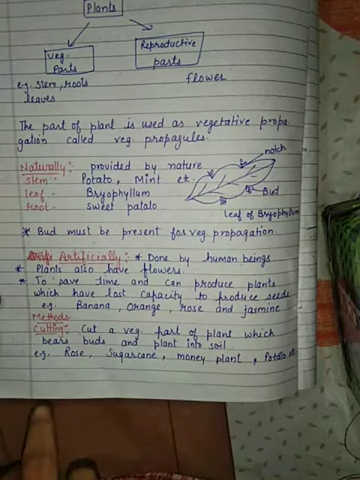 Plants
Veg. Parts
Reproductive parts
e.g. stem, roots
leaves
flower
The part of plant is used as vegetative propa-
gation called veg. propagules.
Naturally :- provided by nature
stem - Potato, Mint etc.
leaf - Bryophyllum
root - sweet patalo
notch
Bud
Leaf of Bryophyllum
* Bud must be present for veg. propagation.
Artificially :- * Done by human beings
* Plants also have flowers.
* To save time and can produce plants
which have lost capacity to produce seeds
e.g. Banana, Orange, Rose and jasmine
Methods
Cutting :- Cut a veg. part of plant which
bears buds and plant into soil
e.g. Rose, Sugarcane, money plant, Potato etc